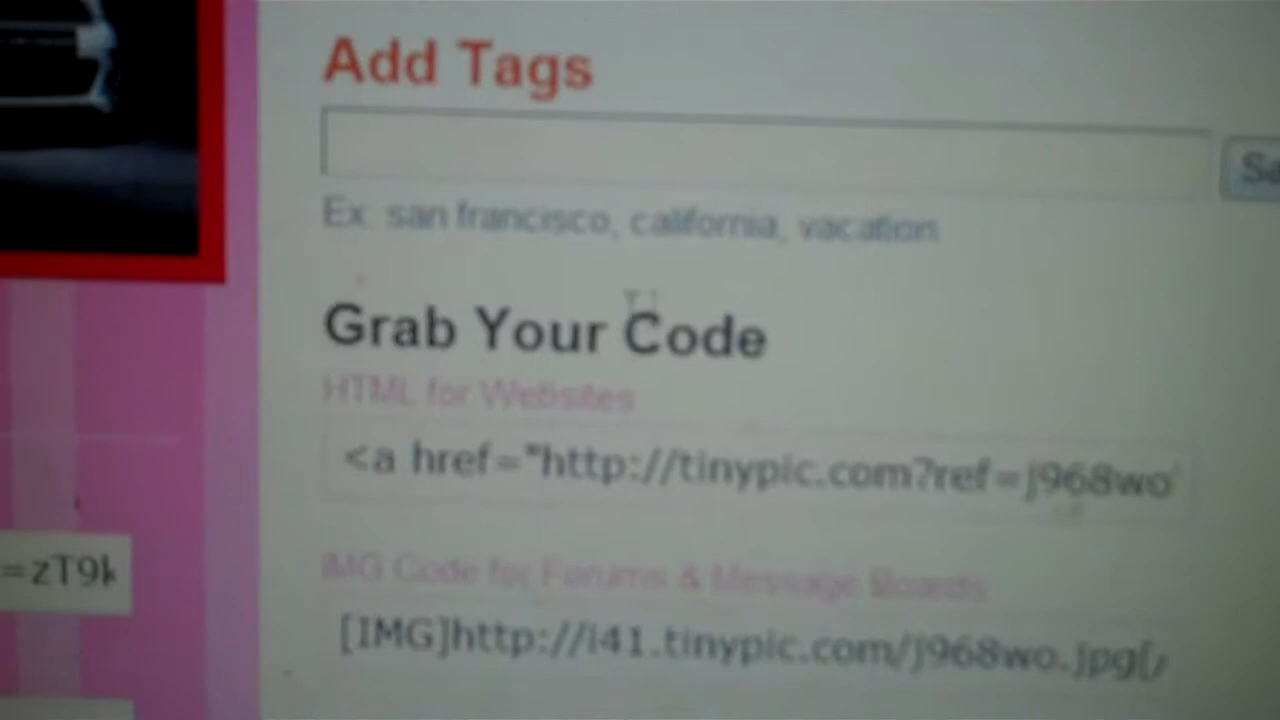 Add Tags
Ex: san francisco, california, vacation
Grab Your Code
HTML for Websites
<a href="http://tinypic.com?ref=j968wo"
=zT9k
IMG Code for Forums & Message Boards
[IMG]http://i41.tinypic.com/j968wo.jpg[/